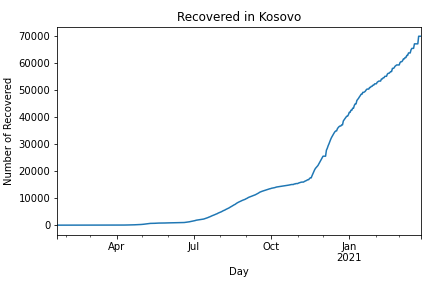 Recovered in Kosovo
Number of Recovered
70000
60000
50000
40000
30000
20000
10000
0
Apr
Jul
Oct
Jan
2021
Day